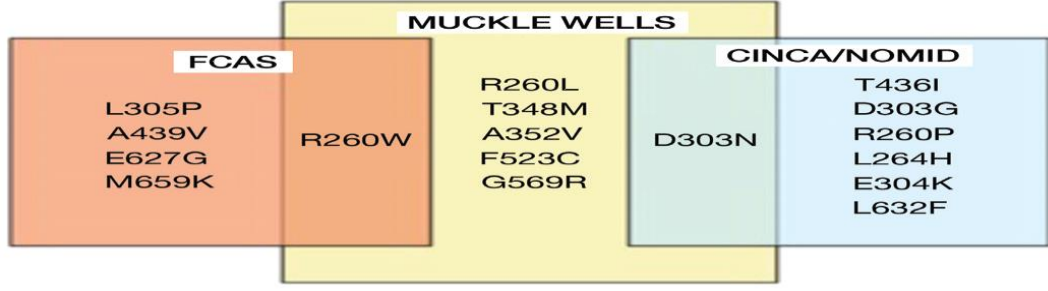 MUCKLE WELLS
FCAS
L305P
A439V
E627G
M659K
R260W
R260L
T348M
A352V
F523C
G569R
D303N
CINCA/NOMID
T436I
D303G
R260P
L264H
E304K
L632F